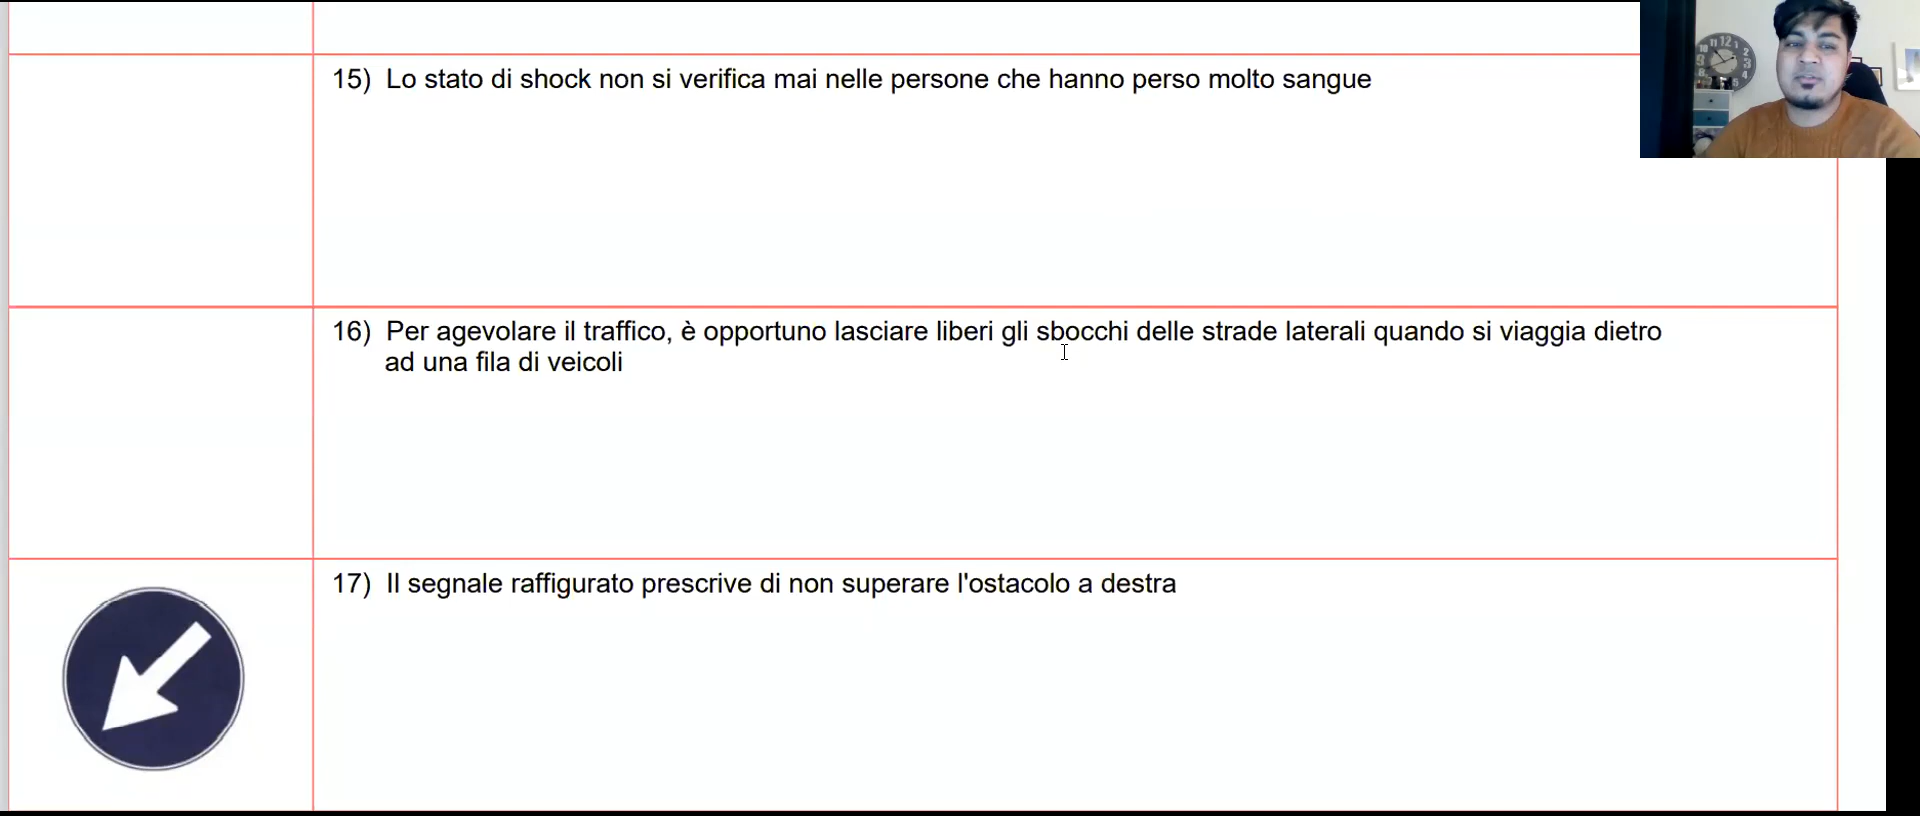 15) Lo stato di shock non si verifica mai nelle persone che hanno perso molto sangue
16) Per agevolare il traffico, è opportuno lasciare liberi gli sbocchi delle strade laterali quando si viaggia dietro
ad una fila di veicoli
17) Il segnale raffigurato prescrive di non superare l'ostacolo a destra